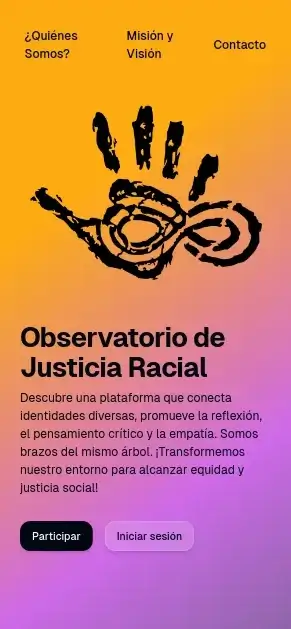 ¿Quiénes
Somos?
Misión y
Visión
Contacto
Observatorio de
Justicia Racial
Descubre una plataforma que conecta
identidades diversas, promueve la reflexión,
el pensamiento crítico y la empatía. Somos
brazos del mismo árbol. ¡Transformemos
nuestro entorno para alcanzar equidad y
justicia social!
Participar
Iniciar sesión